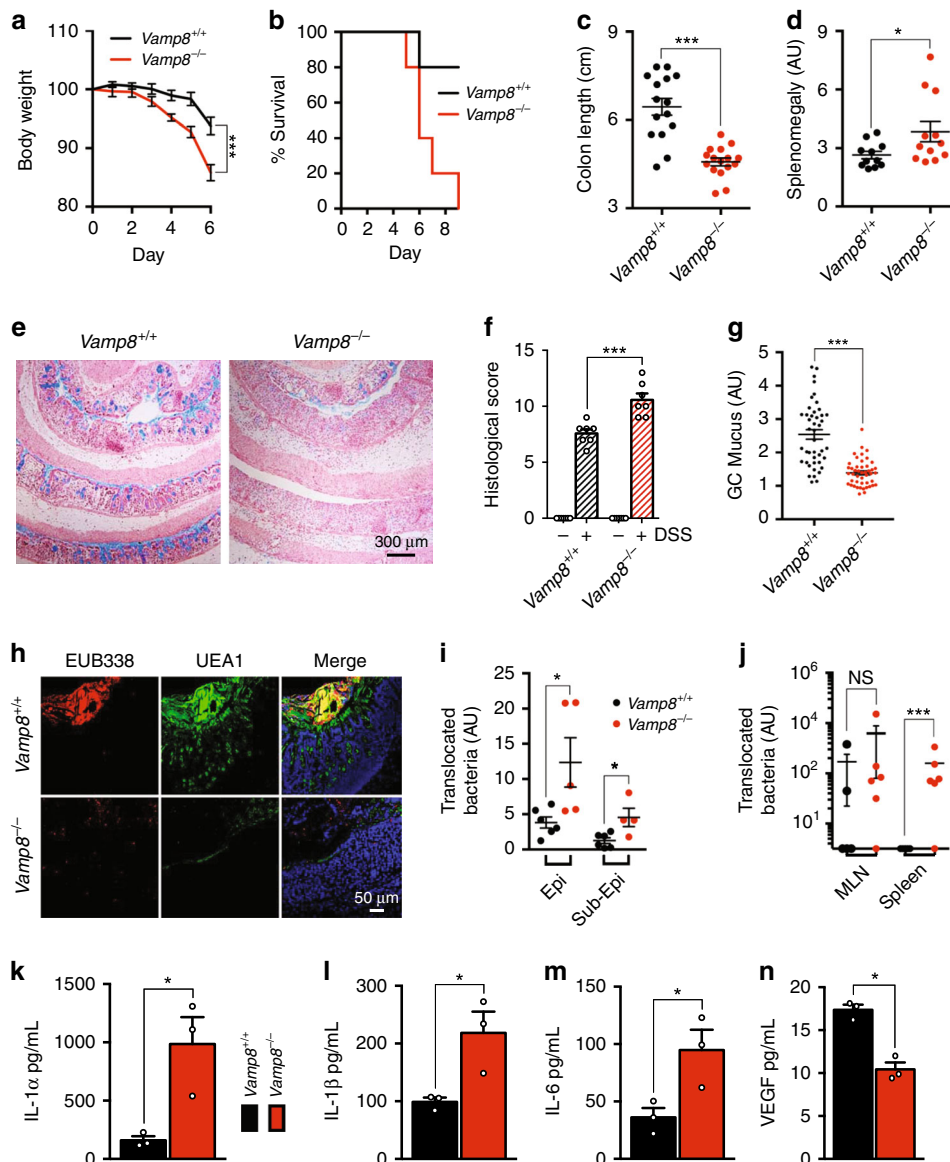 a
110
100
90
80
Body weight
Vamp8+/+
Vamp8−/−
***
0 2 4 6
Day
b
100
80
60
40
20
0
% Survival
Vamp8+/+
Vamp8−/−
0 2 4 6 8
Day
c
9
6
3
Colon length (cm)
***
Vamp8+/+
Vamp8−/−
d
9
6
3
0
Splenomegaly (AU)
*
Vamp8+/+
Vamp8−/−
e
Vamp8+/+ Vamp8−/−
300 μm
f
15
10
5
0
Histological score
***
− + − + DSS
Vamp8+/+
Vamp8−/−
g
5
4
3
2
1
0
GC Mucus (AU)
***
Vamp8+/+
Vamp8−/−
h
EUB338 UEA1 Merge
Vamp8+/+
Vamp8−/−
50 μm
i
25
20
15
10
5
0
Translocated
bacteria (AU)
*
*
Vamp8+/+
Vamp8−/−
Epi
Sub-Epi
j
10⁶
10⁴
10²
10¹
Translocated
bacteria (AU)
NS
***
MLN
Spleen
k
1500
1000
500
0
IL-1α pg/mL
*
Vamp8+/+
Vamp8−/−
l
300
200
100
0
IL-1β pg/mL
*
m
150
100
50
0
IL-6 pg/mL
*
n
20
15
10
5
0
VEGF pg/mL
*